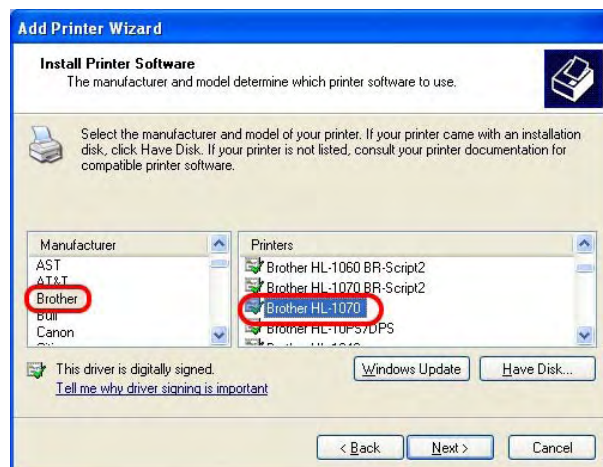 Add Printer Wizard
Install Printer Software
The manufacturer and model determine which printer software to use.
Select the manufacturer and model of your printer. If your printer came with an installation
disk, click Have Disk. If your printer is not listed, consult your printer documentation for
compatible printer software.
Manufacturer
AST
AT&T
Brother
Bull
Canon
Printers
Brother HL-1060 BR-Script2
Brother HL-1070 BR-Script2
Brother HL-1070
Brother HL-10PS7DPS
This driver is digitally signed.
Tell me why driver signing is important
Windows Update
Have Disk...
< Back
Next >
Cancel